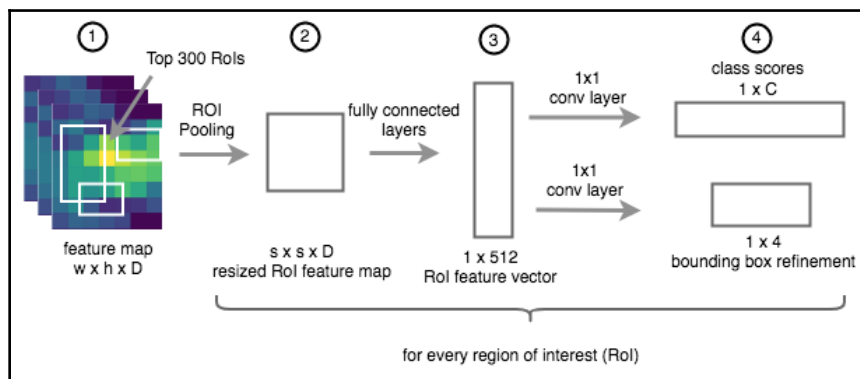 1
Top 300 RoIs
feature map
w x h x D
ROI
Pooling
2
s x s x D
resized RoI feature map
fully connected
layers
3
1 x 512
RoI feature vector
1x1
conv layer
1x1
conv layer
4
class scores
1 x C
1 x 4
bounding box refinement
for every region of interest (RoI)